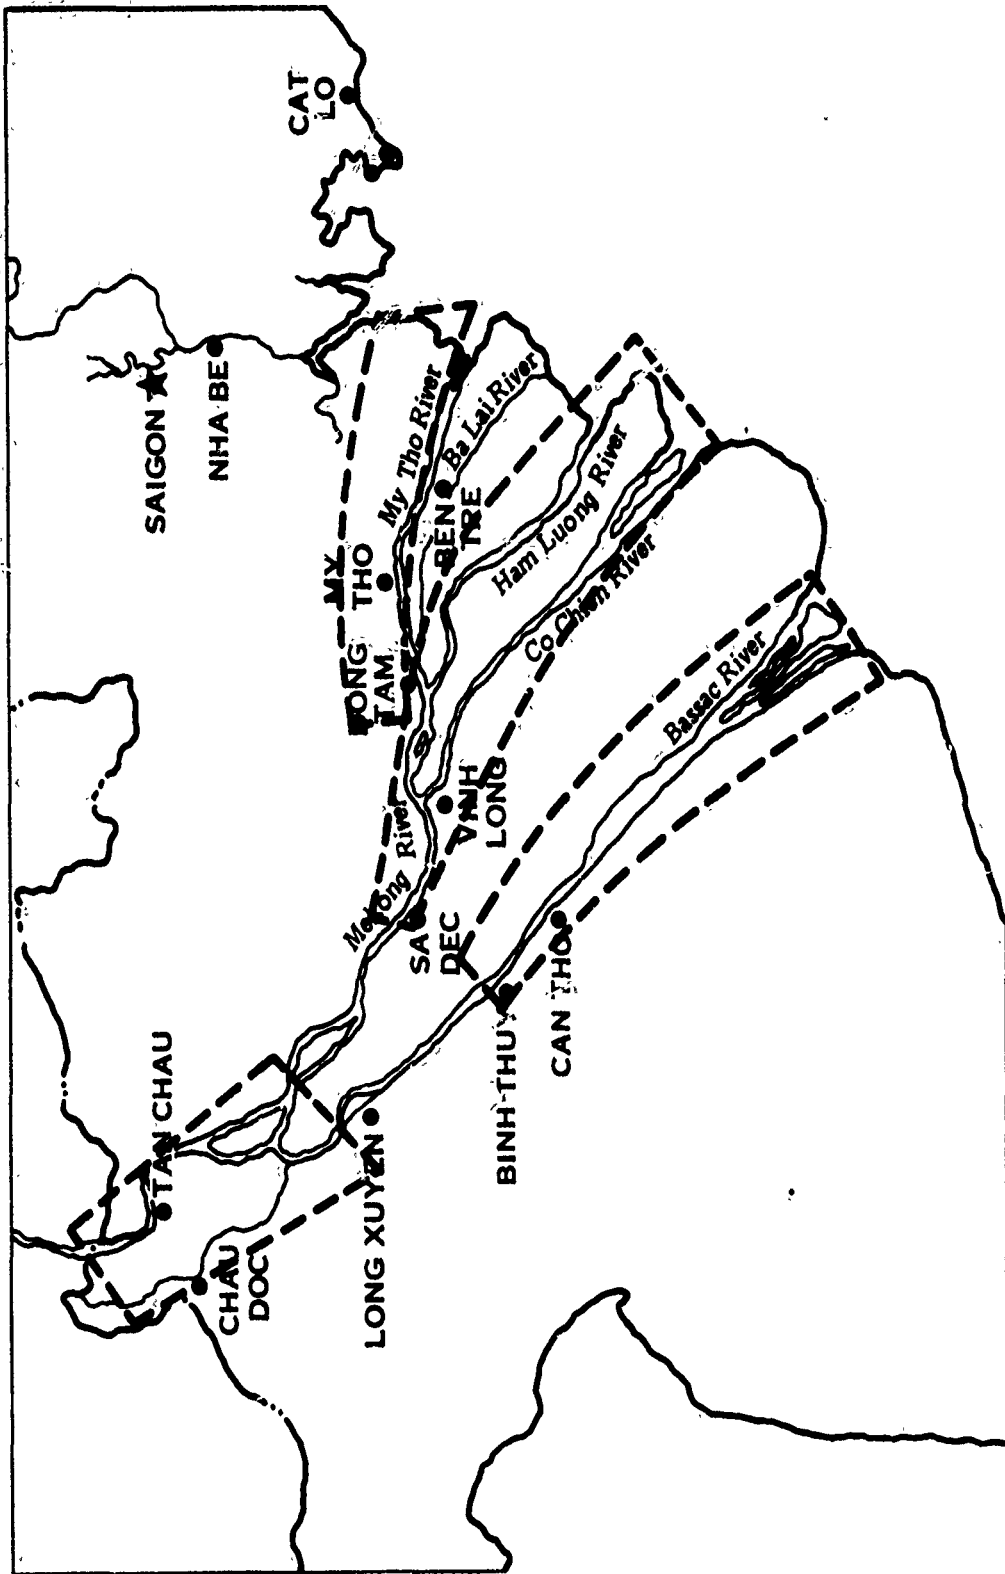 CAT
LO
SAIGON
NHA BE
MY
THO
DONG
TAM
My Tho River
Ba Lai River
BEN
TRE
Ham Luong River
Co Chien River
Bassac River
Mekong River
VINH
LONG
SA
DEC
CAN THO
BINH-THUY
TAN CHAU
LONG XUYEN
CHAU
DOC